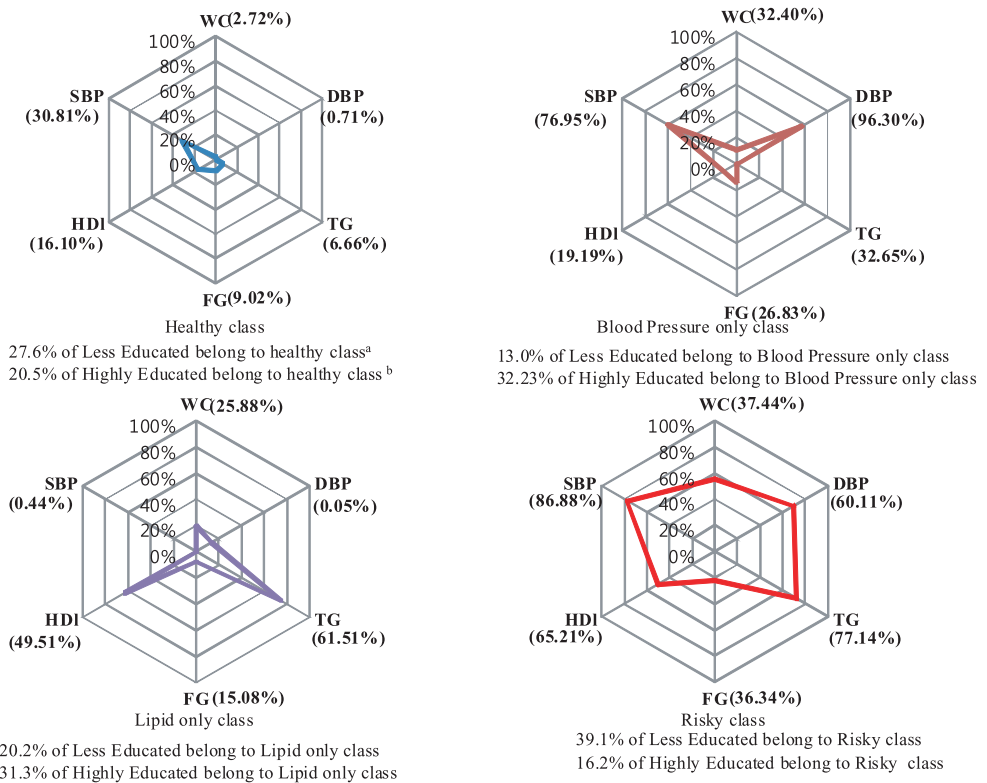 WC(2.72%)
100%
80%
60%
40%
20%
0%
SBP
(30.81%)
DBP
(0.71%)
HDl
(16.10%)
TG
(6.66%)
FG(9.02%)
Healthy class
27.6% of Less Educated belong to healthy classª
20.5% of Highly Educated belong to healthy class b
WC(32.40%)
100%
80%
60%
40%
20%
0%
SBP
(76.95%)
DBP
(96.30%)
HDl
(19.19%)
TG
(32.65%)
FG(26.83%)
Blood Pressure only class
13.0% of Less Educated belong to Blood Pressure only class
32.23% of Highly Educated belong to Blood Pressure only class
WC(25.88%)
100%
80%
60%
40%
20%
0%
SBP
(0.44%)
DBP
(0.05%)
HDl
(49.51%)
TG
(61.51%)
FG(15.08%)
Lipid only class
20.2% of Less Educated belong to Lipid only class
31.3% of Highly Educated belong to Lipid only class
WC(37.44%)
100%
80%
60%
40%
20%
0%
SBP
(86.88%)
DBP
(60.11%)
HDl
(65.21%)
TG
(77.14%)
FG(36.34%)
Risky class
39.1% of Less Educated belong to Risky class
16.2% of Highly Educated belong to Risky class